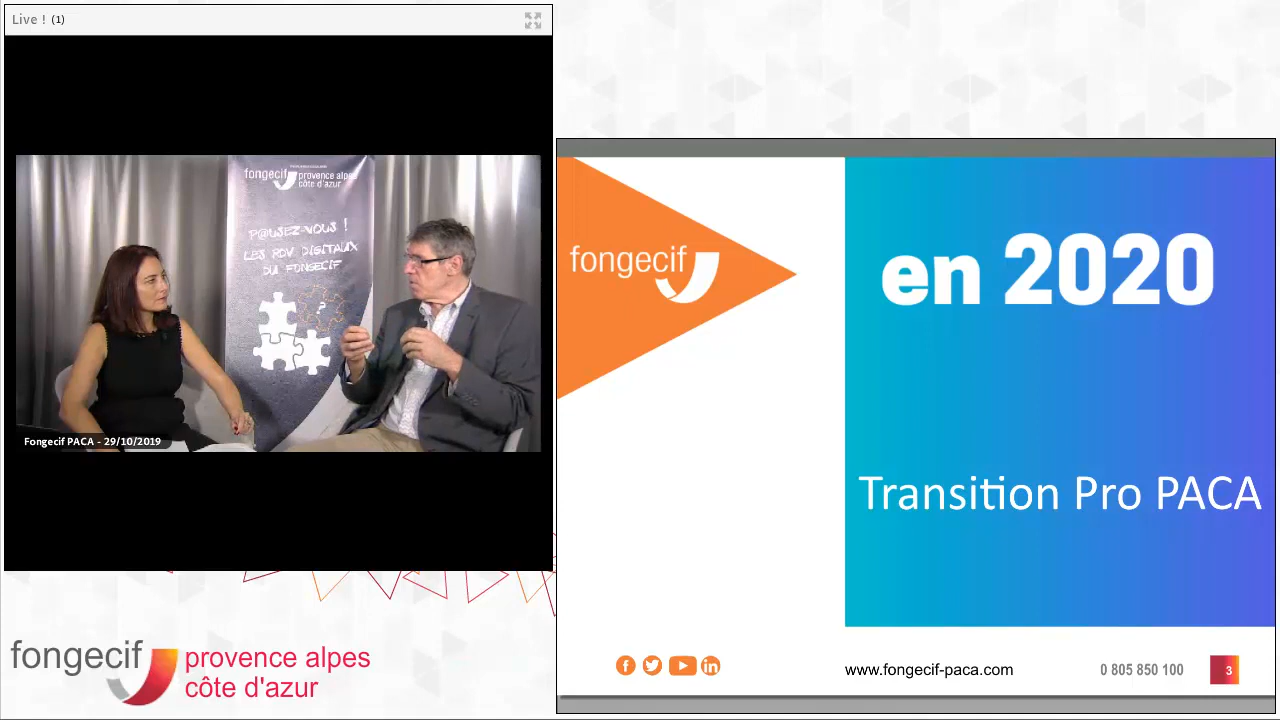 Live ! (1)
fongecif provence alpes
côte d'azur
P@USEZ-VOUS !
LES RDV DIGITAUX
DU FONGECIF
Fongecif PACA - 29/10/2019
fongecif
provence alpes
côte d'azur
fongecif
en 2020
Transition Pro PACA
www.fongecif-paca.com
0 805 850 100
3